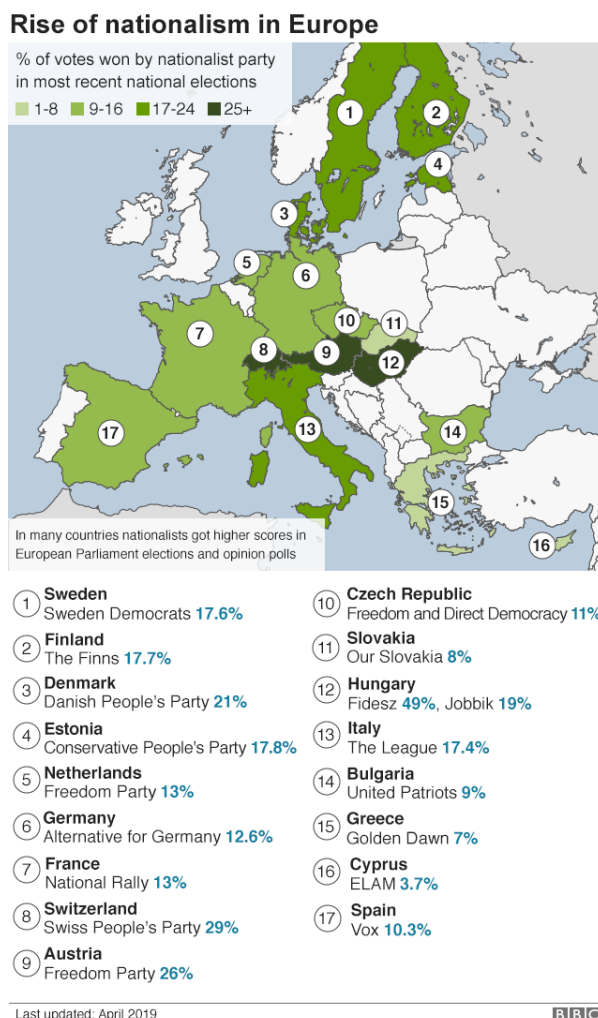 Rise of nationalism in Europe
% of votes won by nationalist party
in most recent national elections
1-8 9-16 17-24 25+
1
2
4
3
5
6
7
10
11
8
9
12
13
17
14
15
16
In many countries nationalists got higher scores in
European Parliament elections and opinion polls
1 Sweden
Sweden Democrats 17.6%
2 Finland
The Finns 17.7%
3 Denmark
Danish People's Party 21%
4 Estonia
Conservative People's Party 17.8%
5 Netherlands
Freedom Party 13%
6 Germany
Alternative for Germany 12.6%
7 France
National Rally 13%
8 Switzerland
Swiss People's Party 29%
9 Austria
Freedom Party 26%
10 Czech Republic
Freedom and Direct Democracy 11%
11 Slovakia
Our Slovakia 8%
12 Hungary
Fidesz 49%, Jobbik 19%
13 Italy
The League 17.4%
14 Bulgaria
United Patriots 9%
15 Greece
Golden Dawn 7%
16 Cyprus
ELAM 3.7%
17 Spain
Vox 10.3%
Last updated: April 2019
BBC